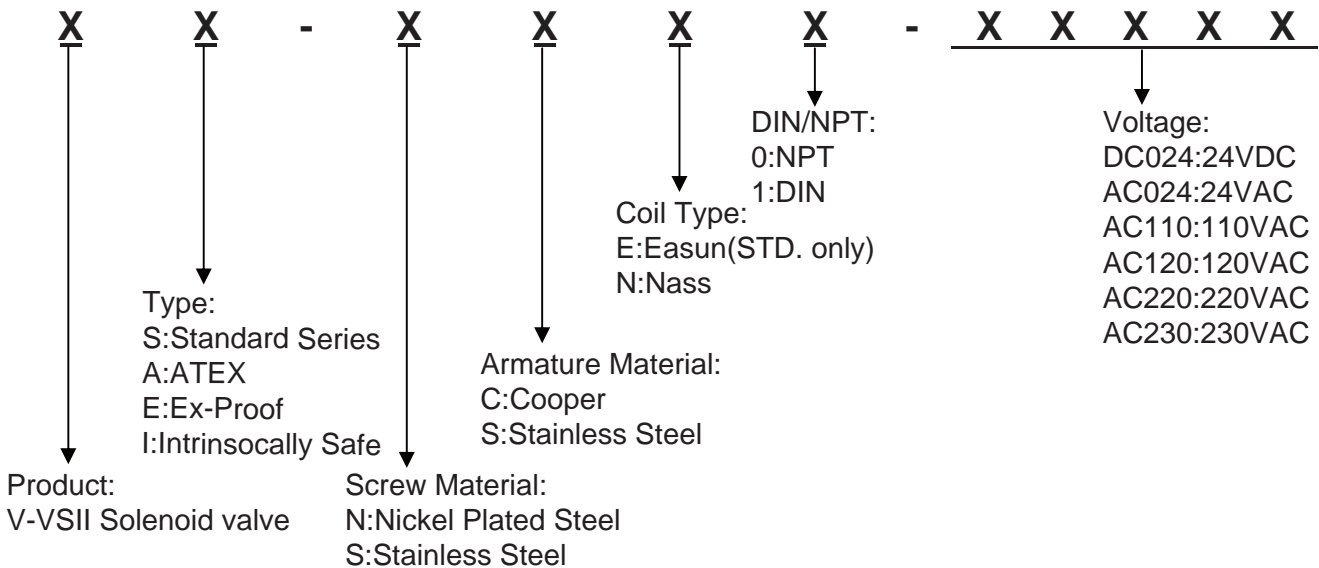 X X - X X X X - X X X X X
DIN/NPT:
0:NPT
1:DIN
Voltage:
DC024:24VDC
AC024:24VAC
AC110:110VAC
AC120:120VAC
AC220:220VAC
AC230:230VAC
Coil Type:
E:Easun(STD. only)
N:Nass
Type:
S:Standard Series
A:ATEX
E:Ex-Proof
I:Intrinsocally Safe
Armature Material:
C:Cooper
S:Stainless Steel
Product:
V-VSII Solenoid valve
Screw Material:
N:Nickel Plated Steel
S:Stainless Steel